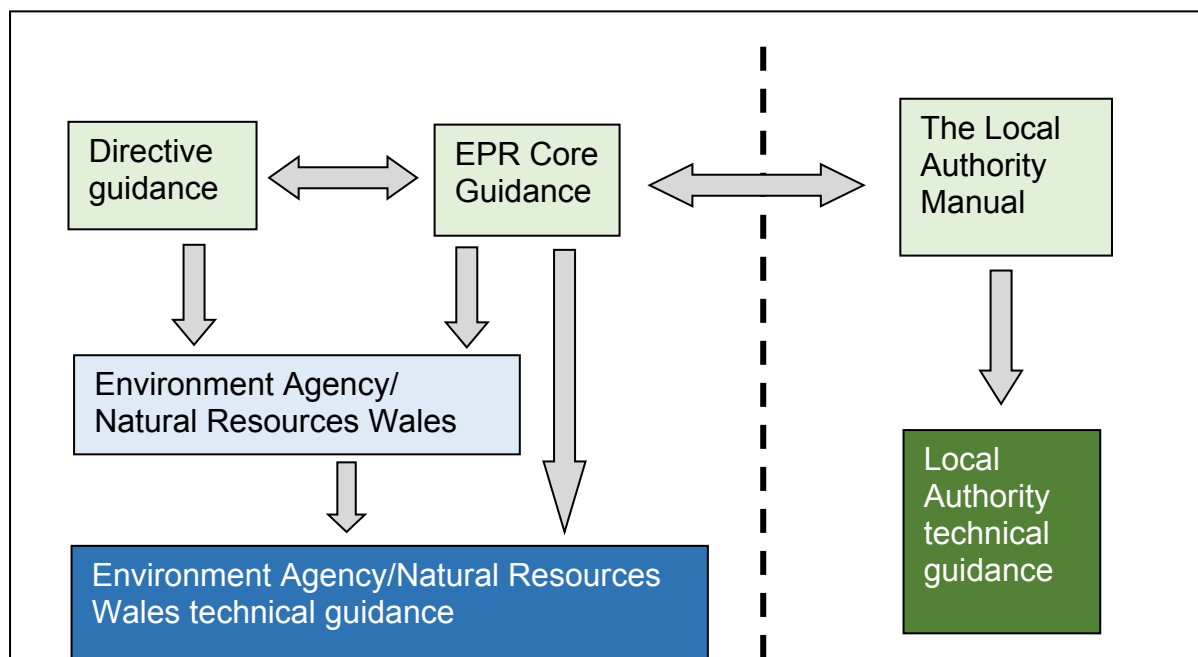 Directive
guidance
EPR Core
Guidance
The Local
Authority
Manual
Environment Agency/
Natural Resources Wales
Local
Authority
technical
guidance
Environment Agency/Natural Resources
Wales technical guidance